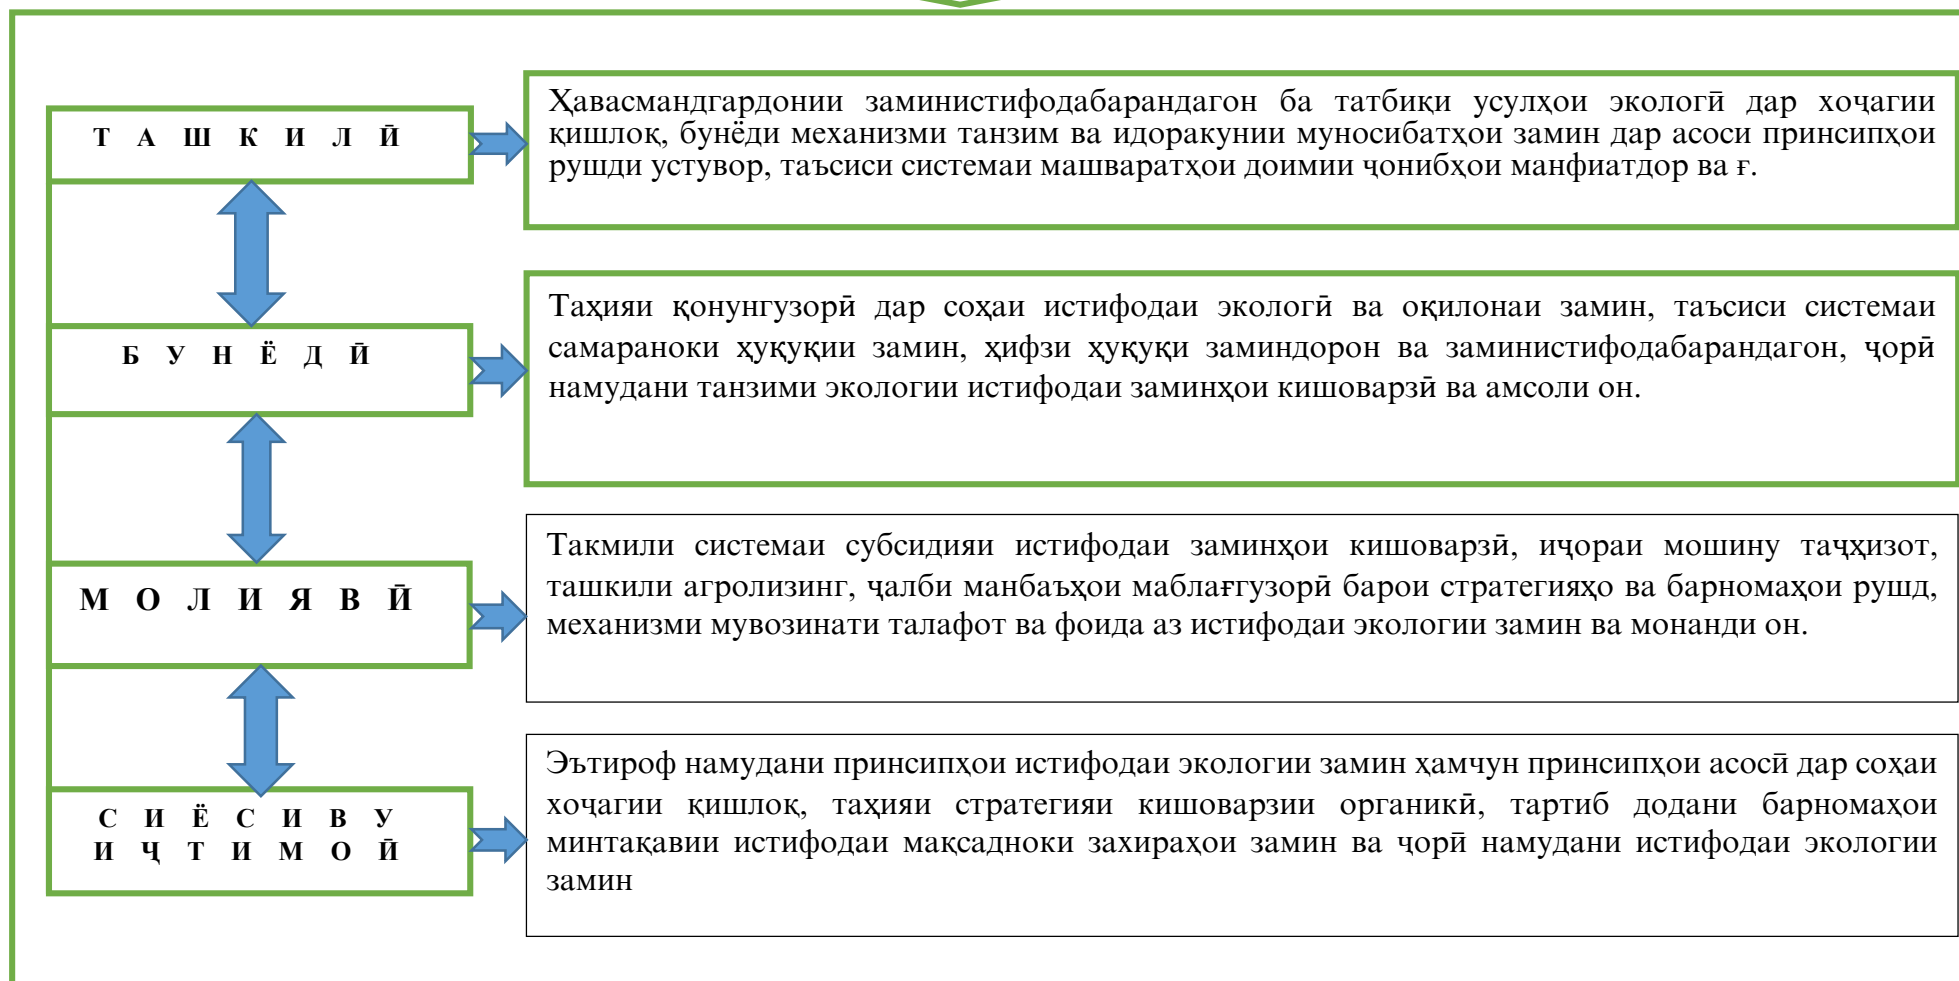 Т А Ш К И Л Ӣ
Ҳавасмандгардонии заминистифодабарандагон ба татбиқи усулҳои экологӣ дар хоҷагии
қишлоқ, бунёди механизми танзим ва идоракунии муносибатҳои замин дар асоси принсипҳои
рушди устувор, таъсиси системаи машваратҳои доимии ҷонибҳои манфиатдор ва ғ.
Б У Н Ё Д Ӣ
Таҳияи қонунгузорӣ дар соҳаи истифодаи экологӣ ва оқилонаи замин, таъсиси системаи
самараноки ҳуқуқии замин, ҳифзи ҳуқуқи заминдорон ва заминистифодабарандагон, ҷорӣ
намудани танзими экологии истифодаи заминҳои кишоварзӣ ва амсоли он.
М О Л И Я В Ӣ
Такмили системаи субсидияи истифодаи заминҳои кишоварзӣ, иҷораи мошину таҷҳизот,
ташкили агролизинг, ҷалби манбаъҳои маблағгузорӣ барои стратегияҳо ва барномаҳои рушд,
механизми мувозинати талафот ва фоида аз истифодаи экологии замин ва монанди он.
С И Ё С И В У
И Ҷ Т И М О Ӣ
Эътироф намудани принсипҳои истифодаи экологии замин ҳамчун принсипҳои асосӣ дар соҳаи
хоҷагии қишлоқ, таҳияи стратегияи кишоварзии органикӣ, тартиб додани барномаҳои
минтақавии истифодаи мақсадноки захираҳои замин ва ҷорӣ намудани истифодаи экологии
замин